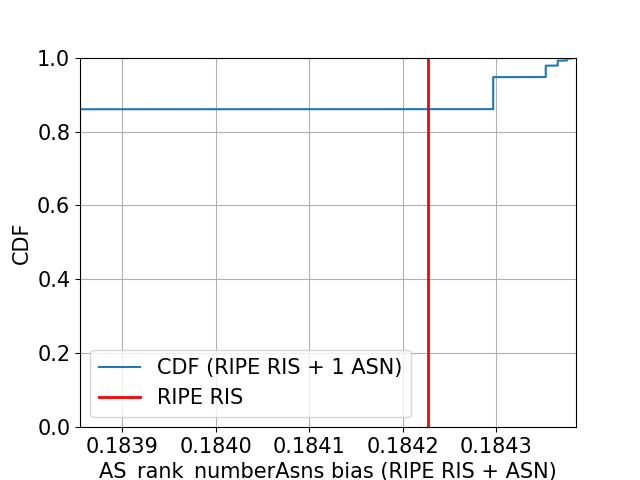 1.0
0.8
0.6
0.4
0.2
0.0
CDF
CDF (RIPE RIS + 1 ASN)
RIPE RIS
0.1839 0.1840 0.1841 0.1842 0.1843
AS_rank_numberAsns bias (RIPE RIS + ASN)